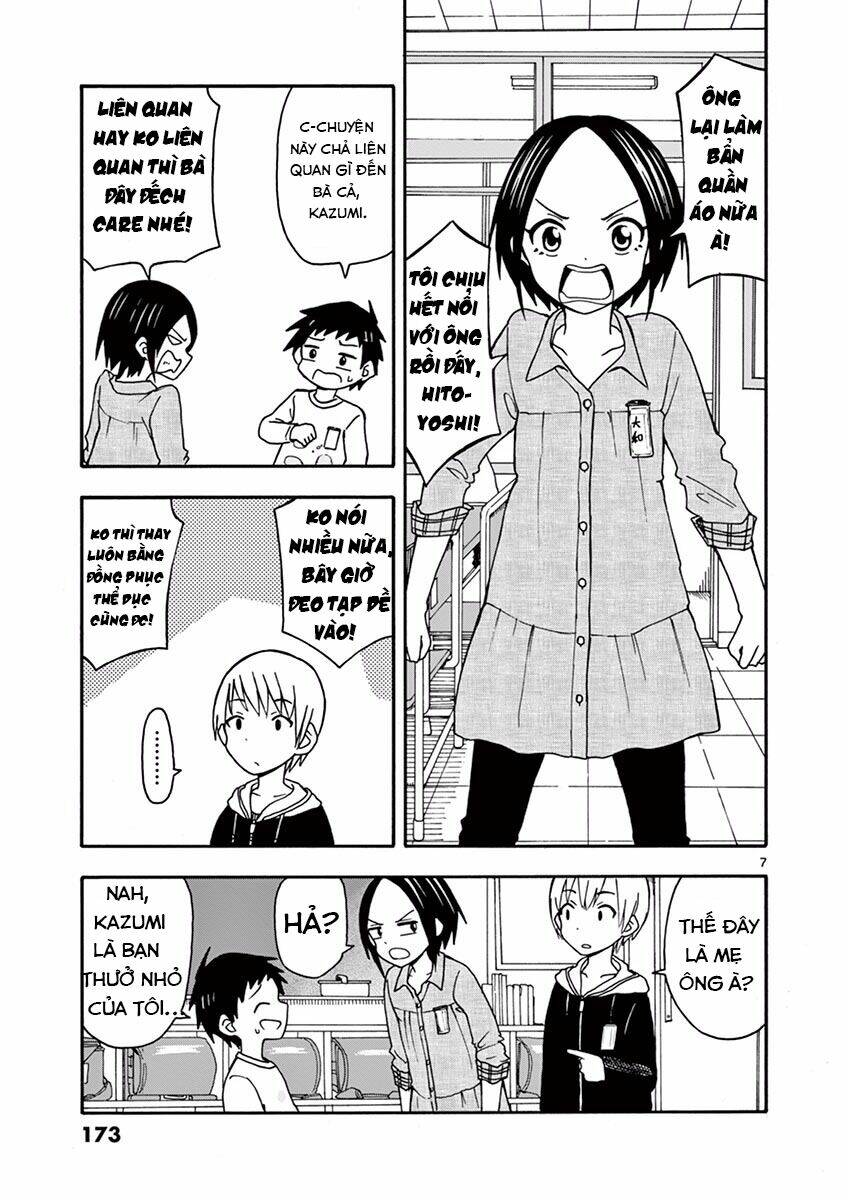 ÔNG
LẠI LÀM
BẨN
QUẦN
ÁO NỮA
À!
TÔI CHỊU
HẾT NỔI
VỚI ÔNG
RỒI ĐẤY,
HITO-
YOSHI!
大和
C-CHUYỆN
NÀY CHẢ LIÊN
QUAN GÌ ĐẾN
BÀ CẢ,
KAZUMI.
LIÊN QUAN
HAY KO LIÊN
QUAN THÌ BÀ
ĐÂY ĐẾCH
CARE NHÉ!
KO NÓI
NHIỀU NỮA,
BÂY GIỜ
ĐEO TẠP DỀ
VÀO!
KO THÌ THAY
LUÔN BẰNG
ĐỒNG PHỤC
THỂ DỤC
CŨNG ĐC!
.........
7
THẾ ĐÂY
LÀ MẸ
ÔNG À?
HẢ?
NAH,
KAZUMI
LÀ BẠN
THUỞ NHỎ
CỦA TÔI...
173